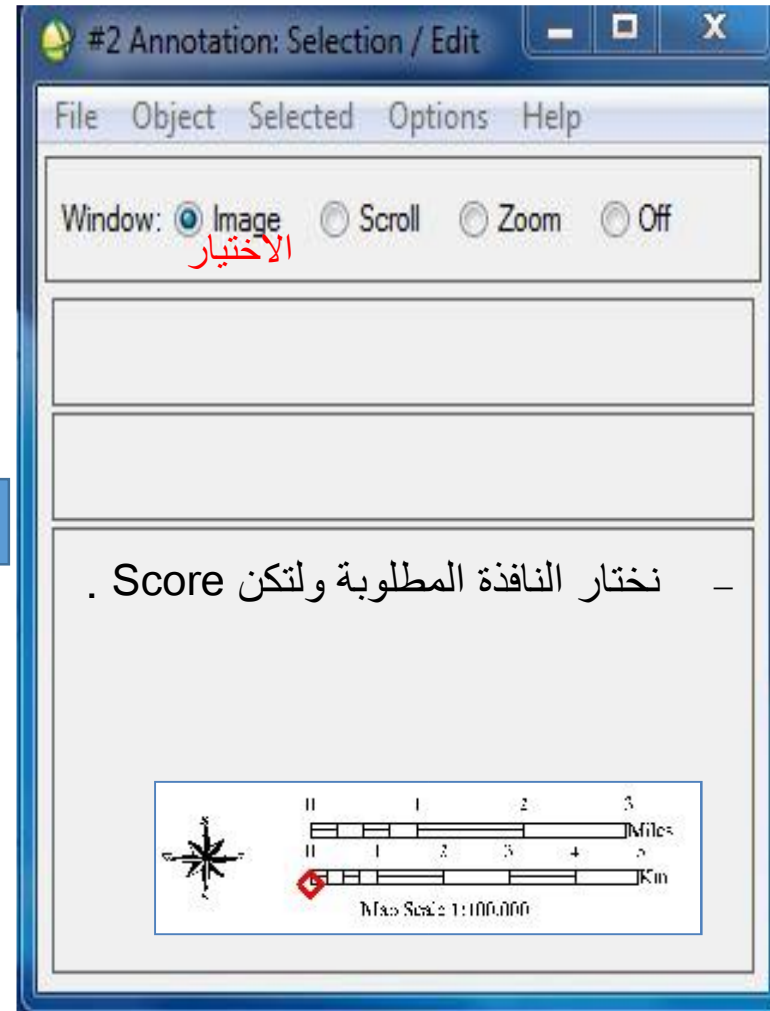 #2 Annotation: Selection / Edit
File Object Selected Options Help
Window: Image Scroll Zoom Off
الاختيار
– نختار النافذة المطلوبة ولتكن Score .
0 1 2 3
Miles
0 1 2 3 4 5
Km
Map Scale 1:100,000